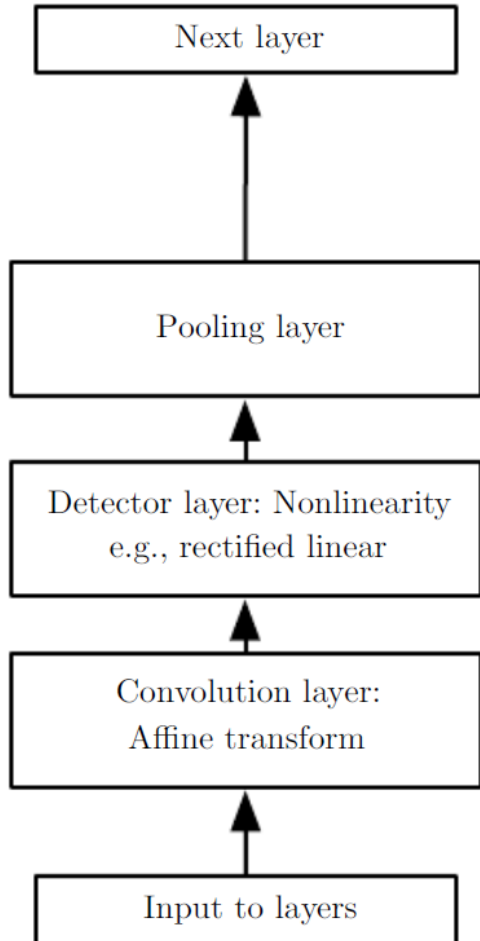 Next layer
Pooling layer
Detector layer: Nonlinearity
e.g., rectified linear
Convolution layer:
Affine transform
Input to layers